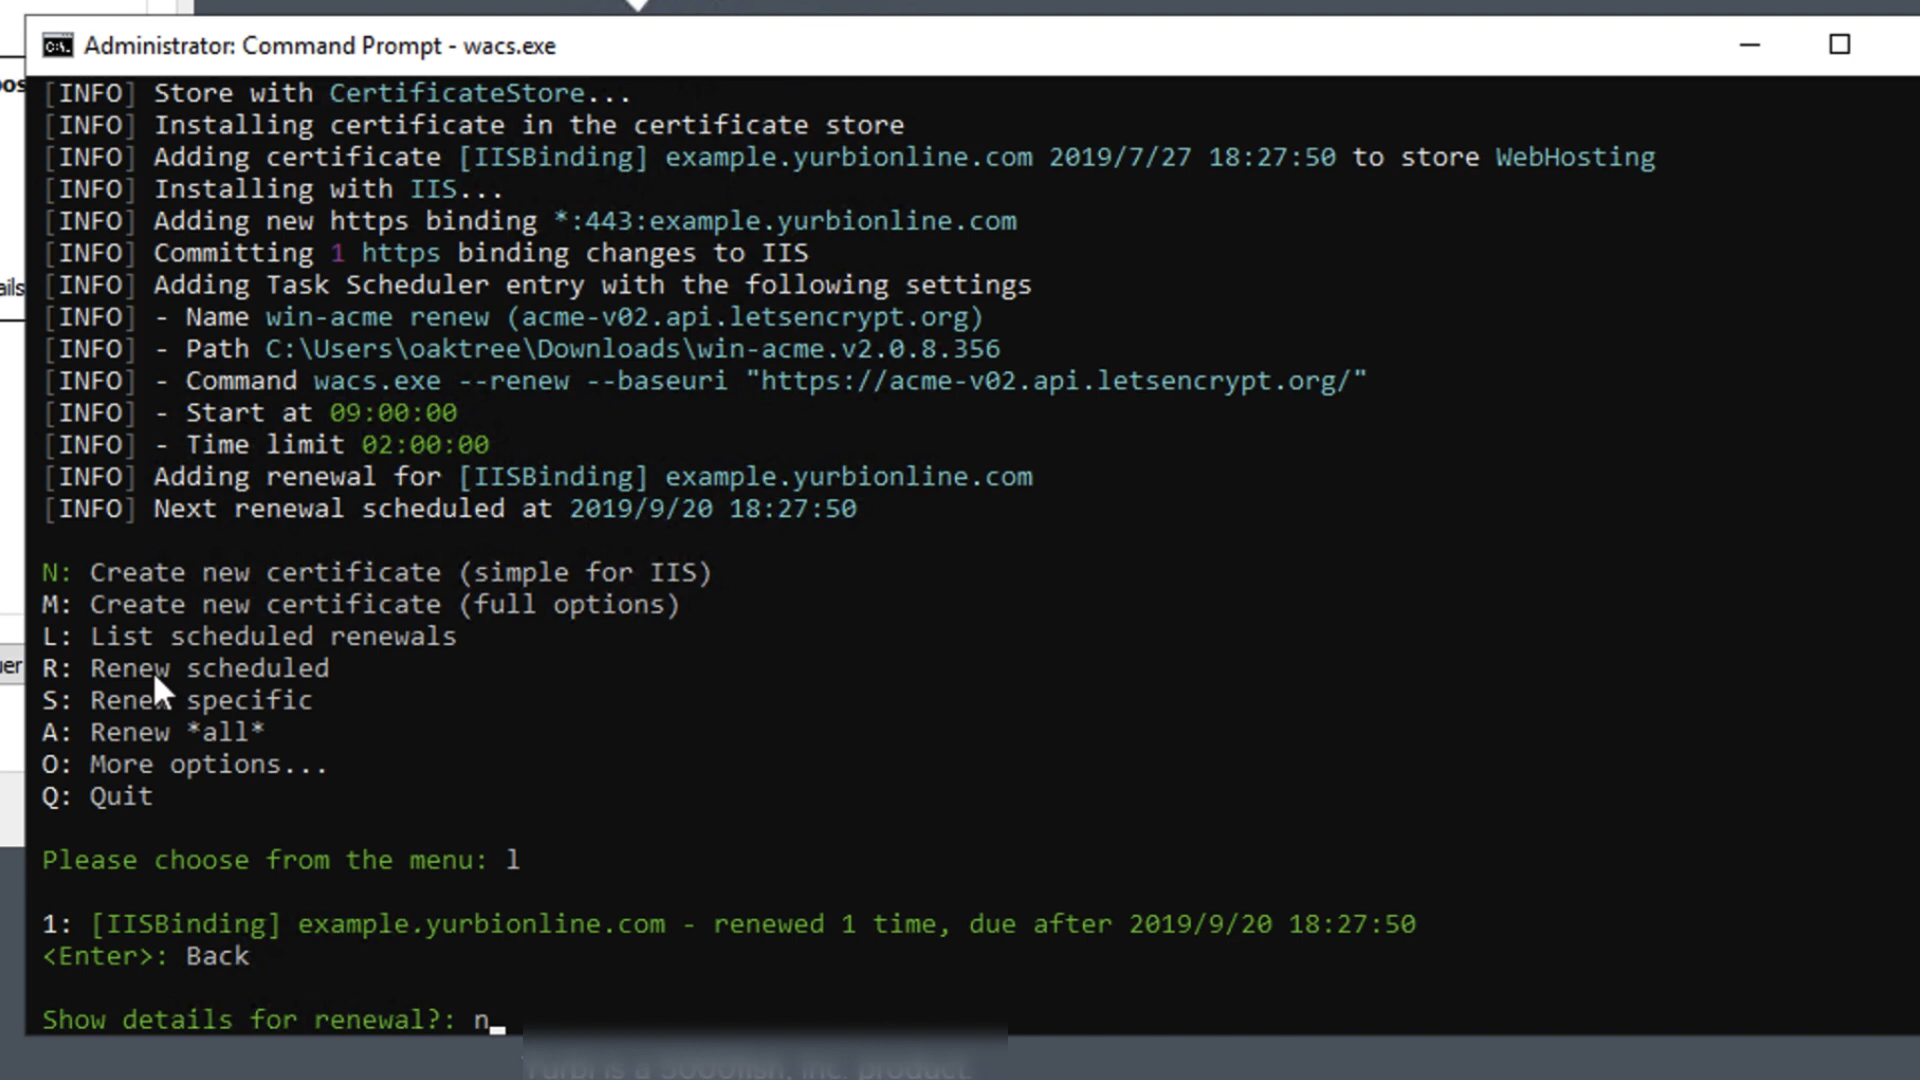 Administrator: Command Prompt - wacs.exe
[INFO] Store with CertificateStore...
[INFO] Installing certificate in the certificate store
[INFO] Adding certificate [IISBinding] example.yurbionline.com 2019/7/27 18:27:50 to store WebHosting
[INFO] Installing with IIS...
[INFO] Adding new https binding *:443:example.yurbionline.com
[INFO] Committing 1 https binding changes to IIS
[INFO] Adding Task Scheduler entry with the following settings
[INFO] - Name win-acme renew (acme-v02.api.letsencrypt.org)
[INFO] - Path C:\Users\oaktree\Downloads\win-acme.v2.0.8.356
[INFO] - Command wacs.exe --renew --baseuri "https://acme-v02.api.letsencrypt.org/"
[INFO] - Start at 09:00:00
[INFO] - Time limit 02:00:00
[INFO] Adding renewal for [IISBinding] example.yurbionline.com
[INFO] Next renewal scheduled at 2019/9/20 18:27:50
N: Create new certificate (simple for IIS)
M: Create new certificate (full options)
L: List scheduled renewals
R: Renew scheduled
S: Renew specific
A: Renew *all*
O: More options...
Q: Quit
Please choose from the menu: l
1: [IISBinding] example.yurbionline.com - renewed 1 time, due after 2019/9/20 18:27:50
<Enter>: Back
Show details for renewal?: n
Yurbi is a 5000fish, Inc. product.